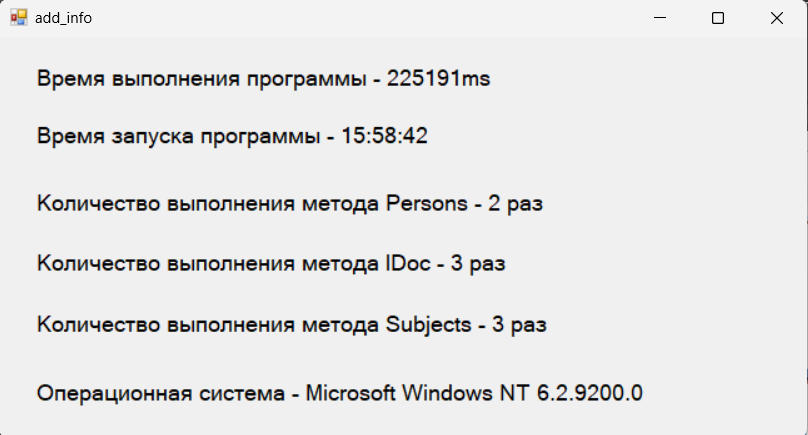 add_info
Время выполнения программы - 225191ms
Время запуска программы - 15:58:42
Количество выполнения метода Persons - 2 раз
Количество выполнения метода IDoc - 3 раз
Количество выполнения метода Subjects - 3 раз
Операционная система - Microsoft Windows NT 6.2.9200.0